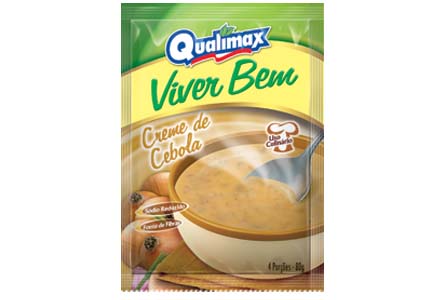 Qualimax
Viver Bem
Creme de
Cebola
Uso
Culinário
Sódio Reduzido
Fonte de Fibras
4 Porções - 80g